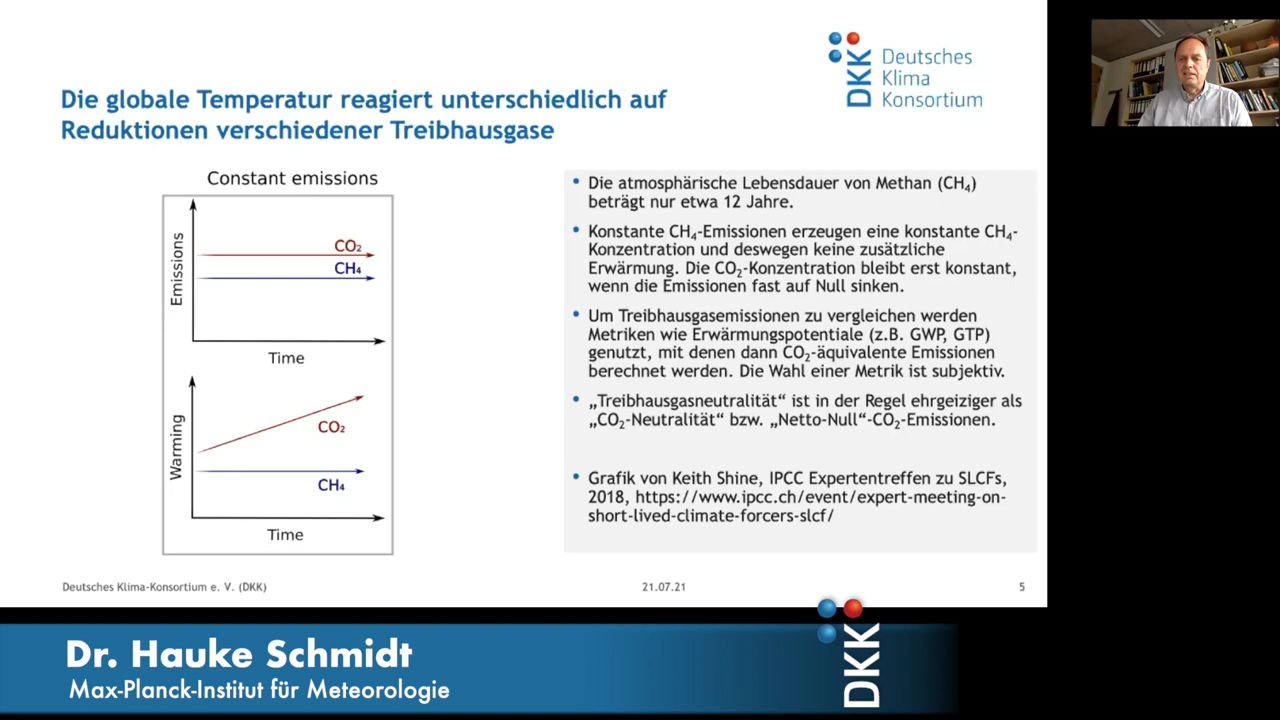 Deutsches
Klima
Konsortium
DKK
Die globale Temperatur reagiert unterschiedlich auf
Reduktionen verschiedener Treibhausgase
Constant emissions
Emissions
CO₂
CH₄
Time
Warming
CO₂
CH₄
Time
• Die atmosphärische Lebensdauer von Methan (CH₄)
beträgt nur etwa 12 Jahre.
• Konstante CH₄-Emissionen erzeugen eine konstante CH₄-
Konzentration und deswegen keine zusätzliche
Erwärmung. Die CO₂-Konzentration bleibt erst konstant,
wenn die Emissionen fast auf Null sinken.
• Um Treibhausgasemissionen zu vergleichen werden
Metriken wie Erwärmungspotentiale (z.B. GWP, GTP)
genutzt, mit denen dann CO₂-äquivalente Emissionen
berechnet werden. Die Wahl einer Metrik ist subjektiv.
• „Treibhausgasneutralität“ ist in der Regel ehrgeiziger als
„CO₂-Neutralität“ bzw. „Netto-Null“-CO₂-Emissionen.
• Grafik von Keith Shine, IPCC Expertentreffen zu SLCFs,
2018, https://www.ipcc.ch/event/expert-meeting-on-
short-lived-climate-forcers-slcf/
Deutsches Klima-Konsortium e. V. (DKK)
21.07.21
5
Dr. Hauke Schmidt
Max-Planck-Institut für Meteorologie
DKK